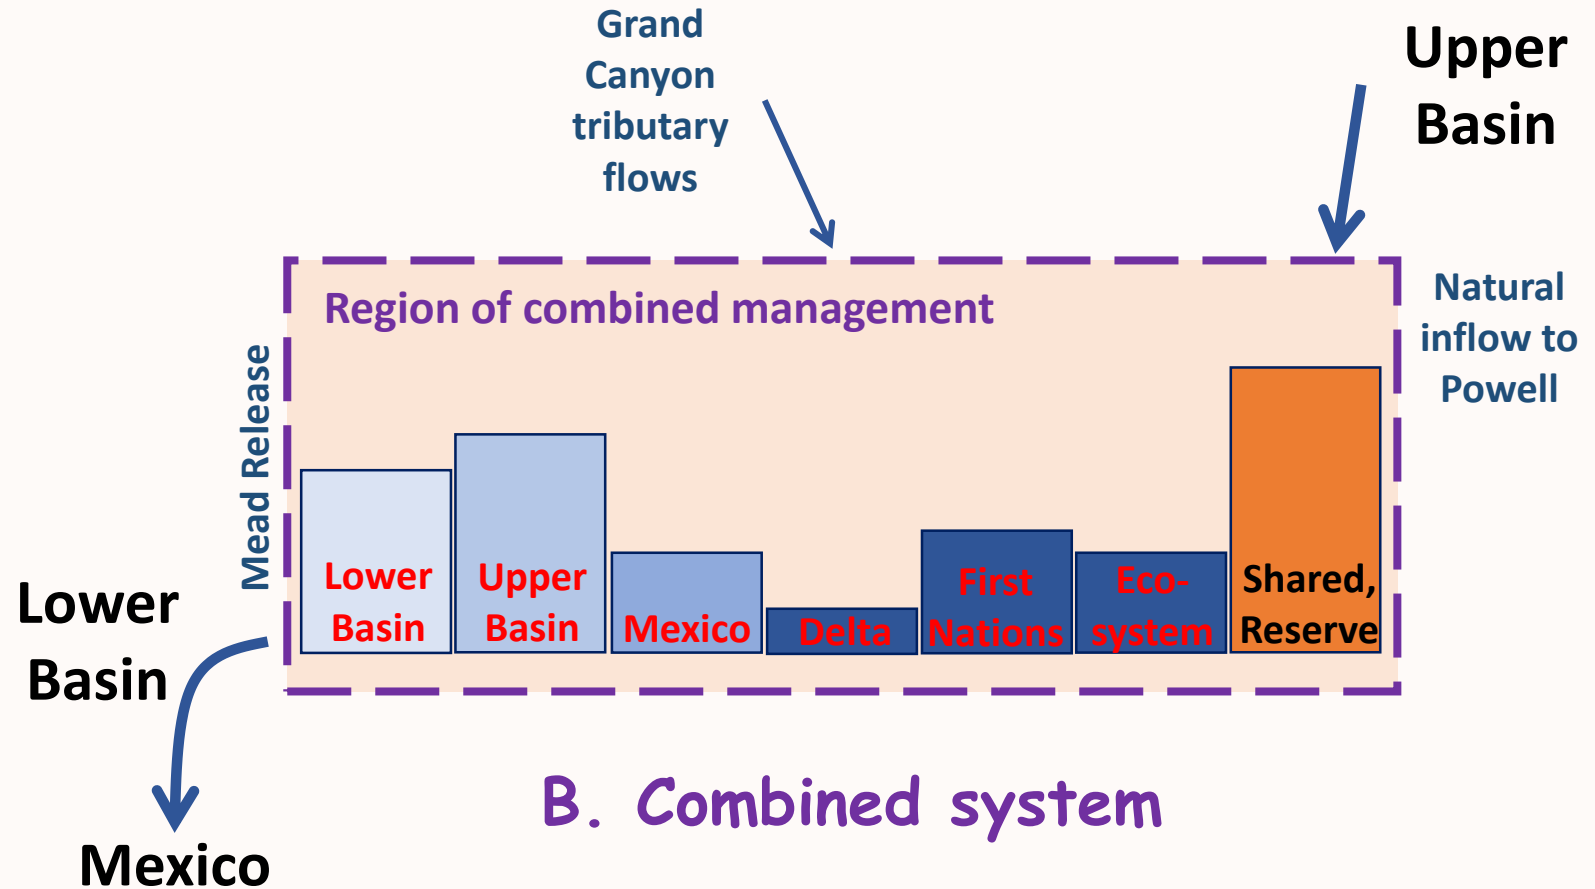 Grand
Canyon
tributary
flows
Upper
Basin
Region of combined management
Natural
inflow to
Powell
Mead Release
Lower
Basin
Upper
Basin
Mexico
Delta
First
Nations
Eco-
system
Shared,
Reserve
Lower
Basin
Mexico
B. Combined system